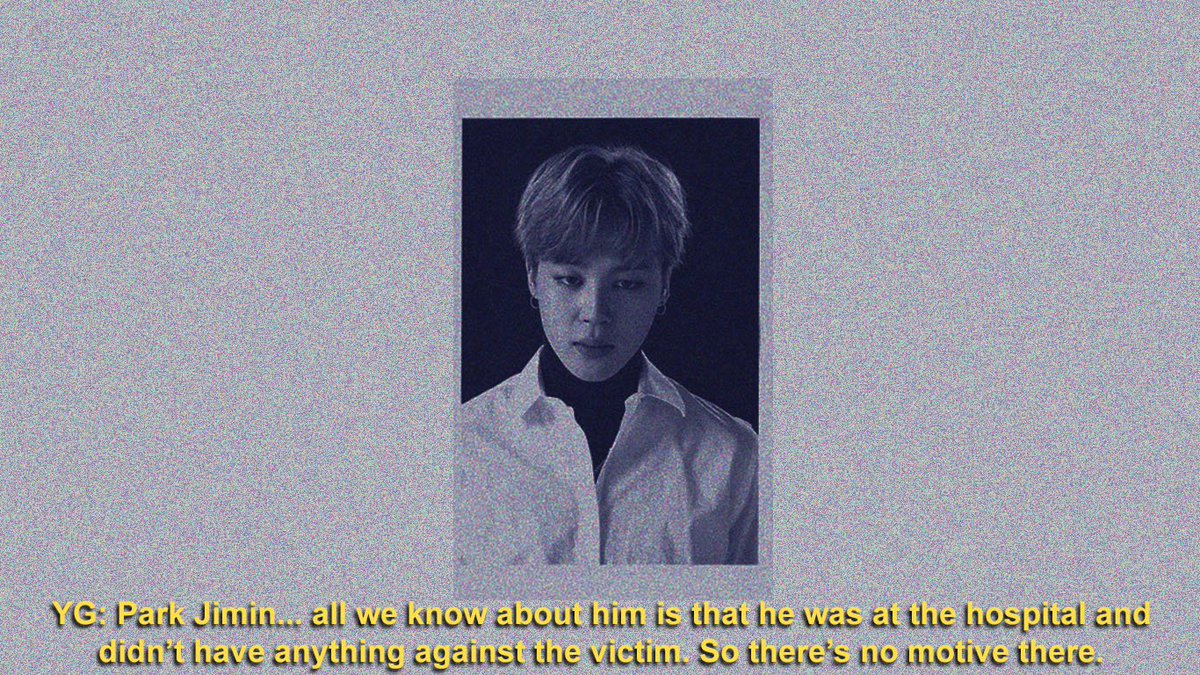 YG: Park Jimin... all we know about him is that he was at the hospital and
didn’t have anything against the victim. So there’s no motive there.